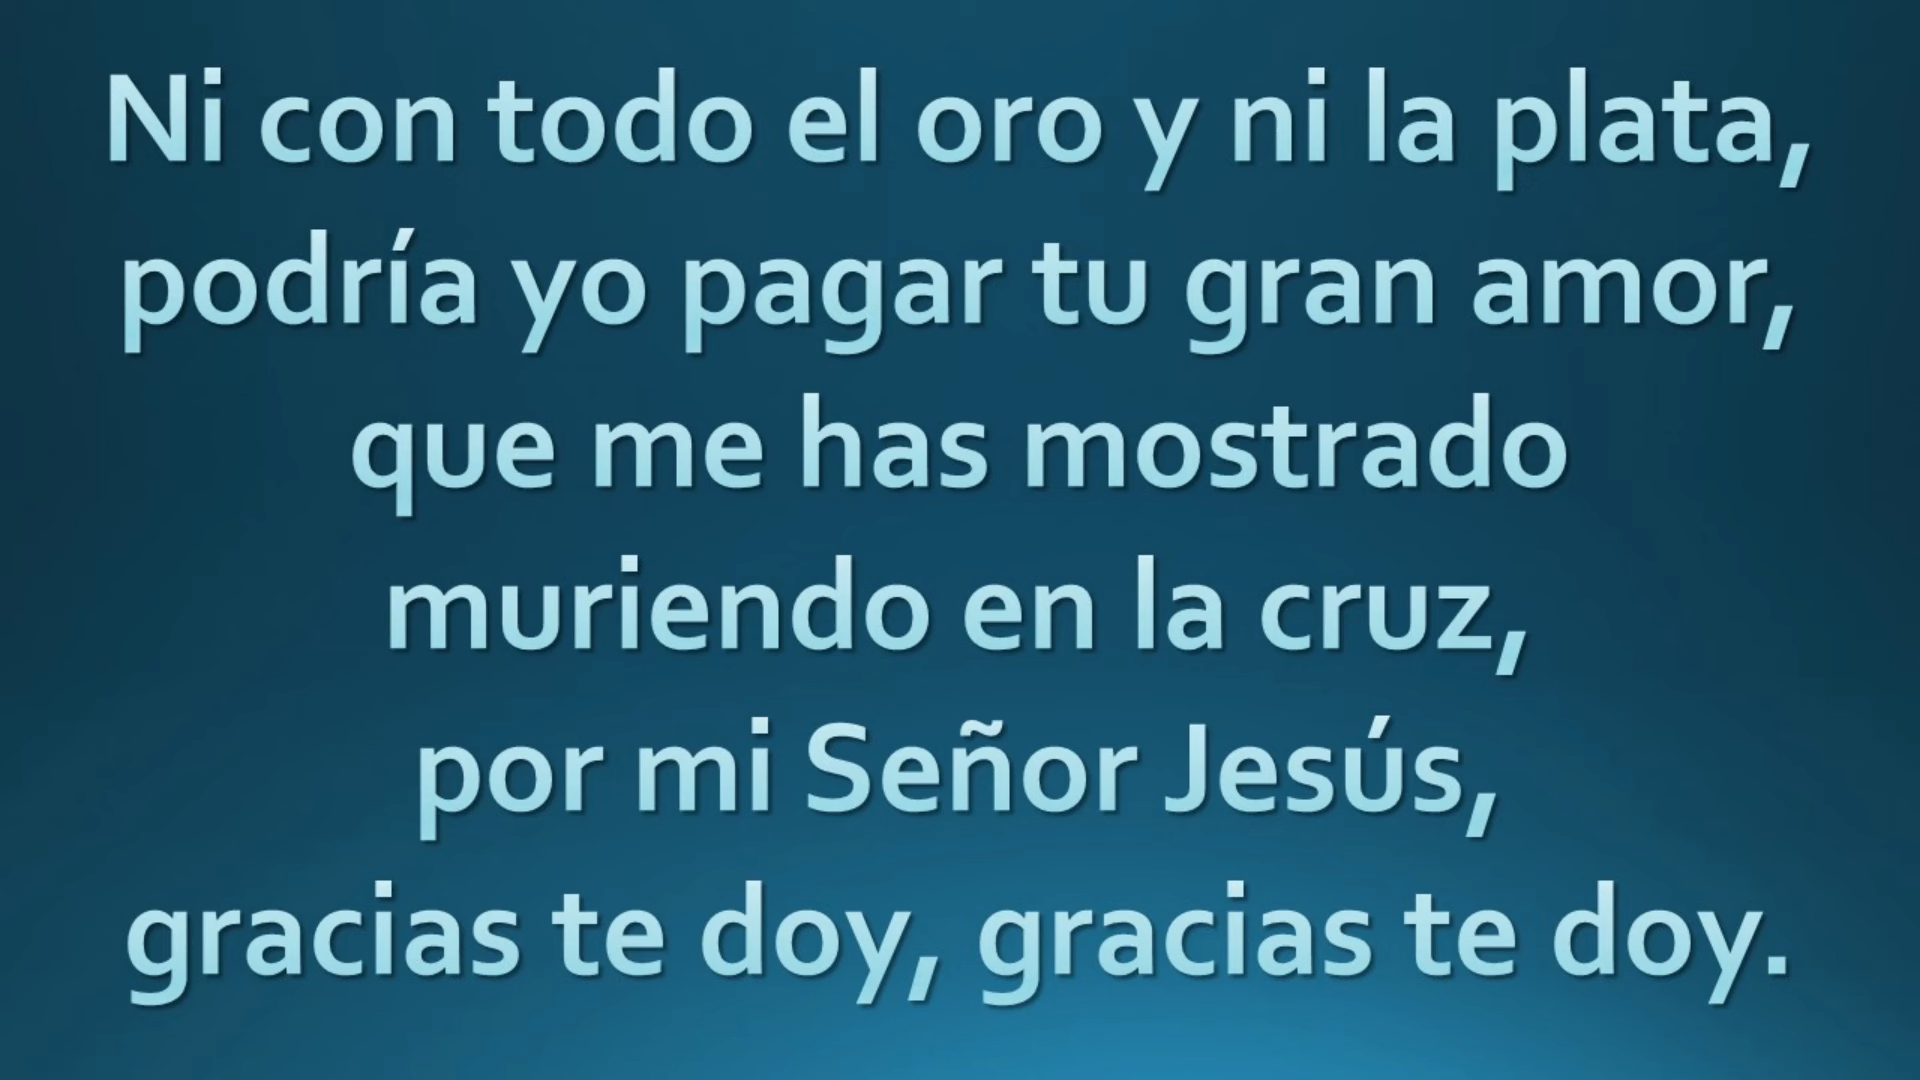 Ni con todo el oro y ni la plata,
podría yo pagar tu gran amor,
que me has mostrado
muriendo en la cruz,
por mi Señor Jesús,
gracias te doy, gracias te doy.